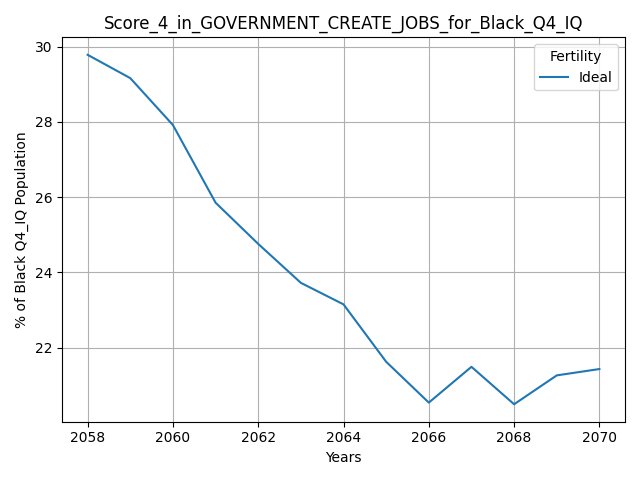 Score_4_in_GOVERNMENT_CREATE_JOBS_for_Black_Q4_IQ
Fertility
Ideal
30
28
26
24
22
% of Black Q4_IQ Population
2058
2060
2062
2064
2066
2068
2070
Years